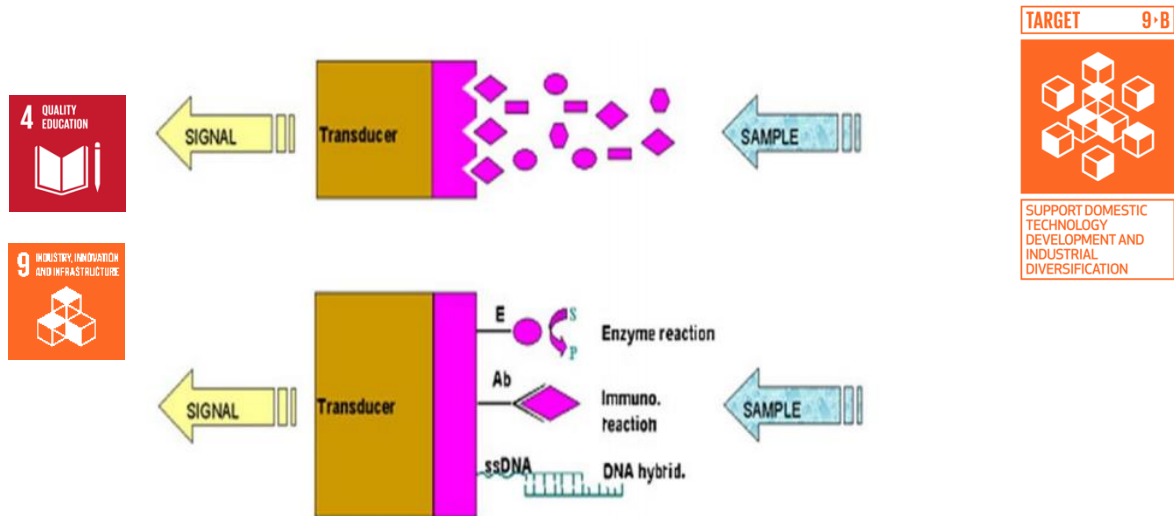 TARGET 9·B
4 QUALITY
EDUCATION
SIGNAL
Transducer
SAMPLE
SUPPORT DOMESTIC
TECHNOLOGY
DEVELOPMENT AND
INDUSTRIAL
DIVERSIFICATION
9 INDUSTRY, INNOVATION
AND INFRASTRUCTURE
E
S
P
Enzyme reaction
Ab
Immuno.
reaction
SIGNAL
Transducer
SAMPLE
ssDNA
DNA hybrid.